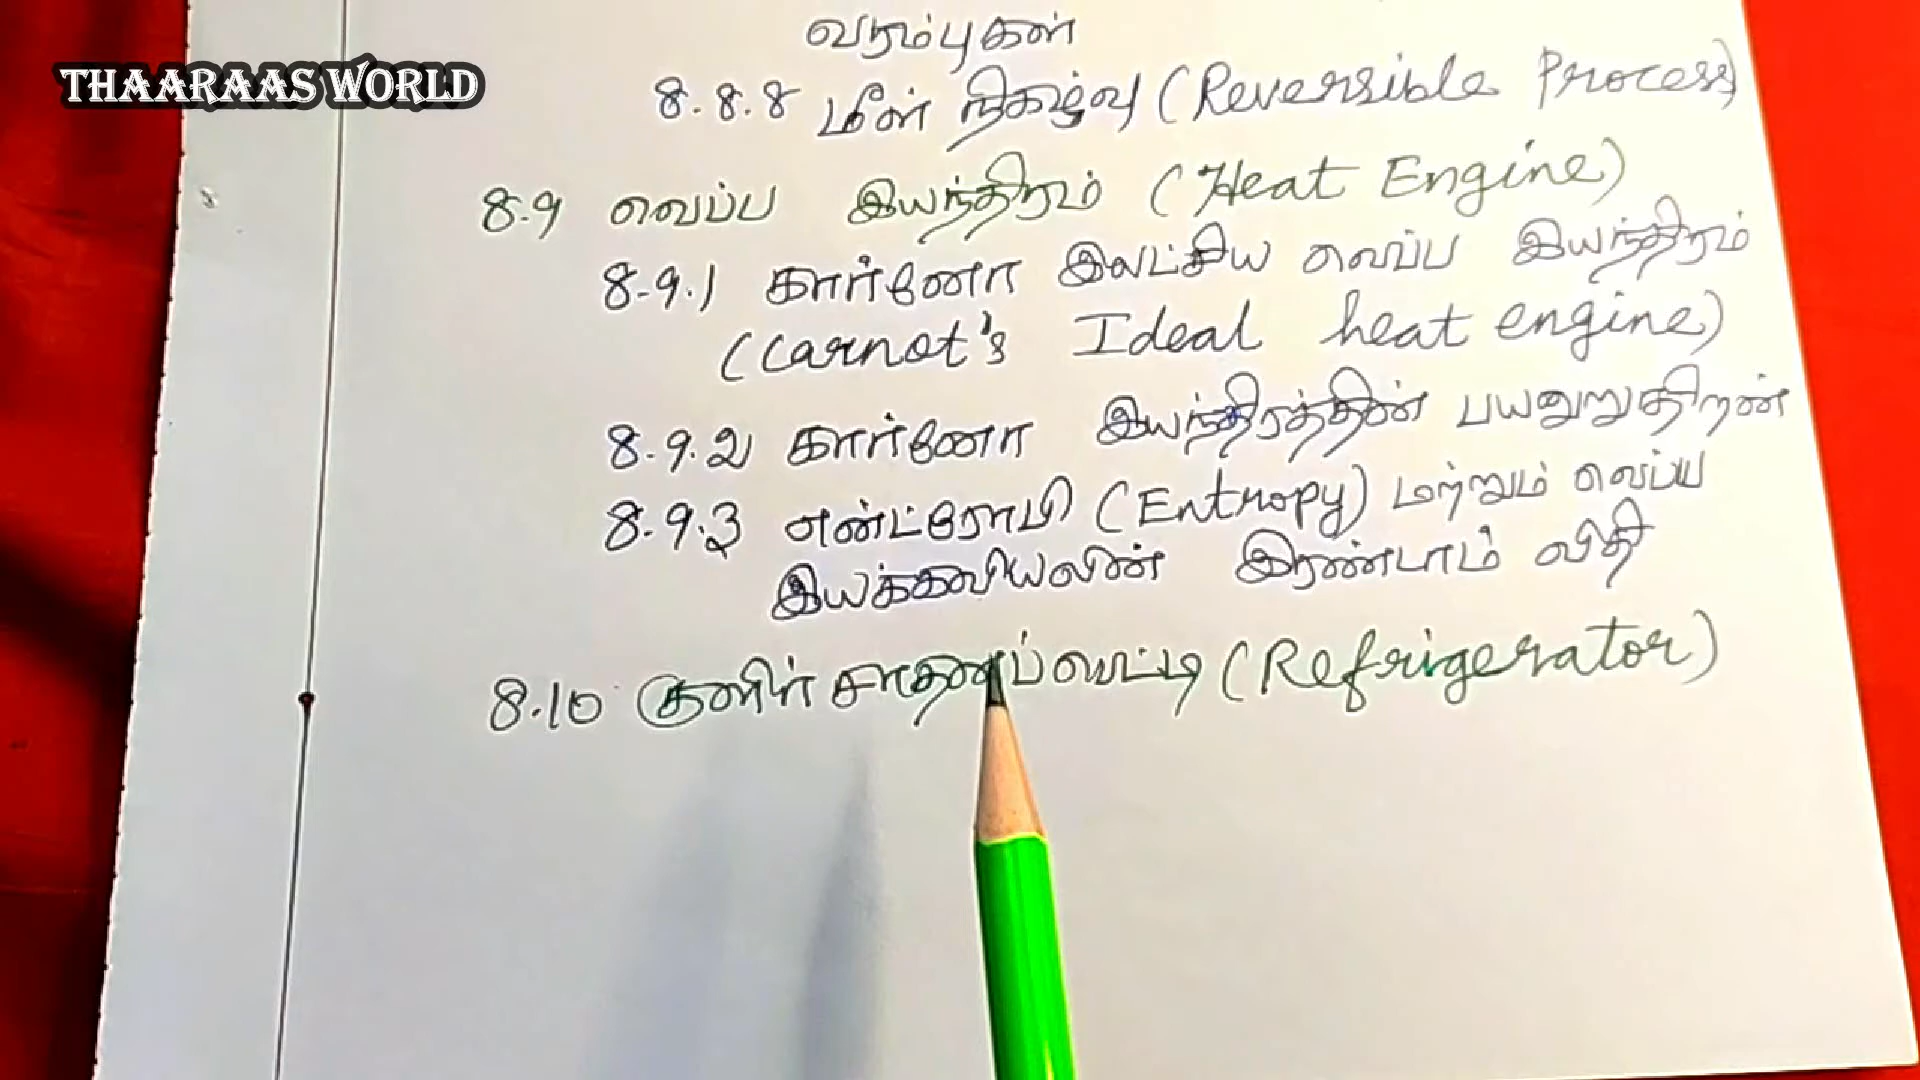 THAARAAS WORLD
வரம்புகள்
8.8.8 மீள் நிகழ்வு (Reversible Process)
8.9 வெப்ப இயந்திரம் (Heat Engine)
8.9.1 கார்னோ இலட்சிய வெப்ப இயந்திரம்
(Carnot's Ideal heat engine)
8.9.2 கார்னோ இயந்திரத்தின் பயனுறுதிறன்
8.9.3 என்ட்ரோபி (Entropy) மற்றும் வெப்ப
இயக்கவியலின் இரண்டாம் விதி
8.10 குளிர் சாதனப் பெட்டி (Refrigerator)